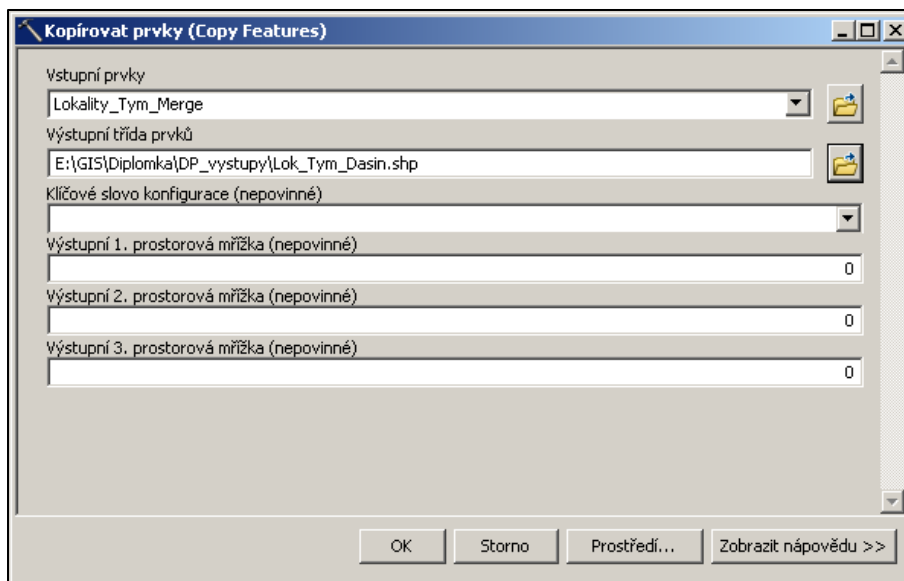 Kopírovat prvky (Copy Features)
Vstupní prvky
Lokality_Tym_Merge
Výstupní třída prvků
E:\GIS\Diplomka\DP_vystupy\Lok_Tym_Dasin.shp
Klíčové slovo konfigurace (nepovinné)
Výstupní 1. prostorová mřížka (nepovinné)
0
Výstupní 2. prostorová mřížka (nepovinné)
0
Výstupní 3. prostorová mřížka (nepovinné)
0
OK Storno Prostředí... Zobrazit nápovědu >>